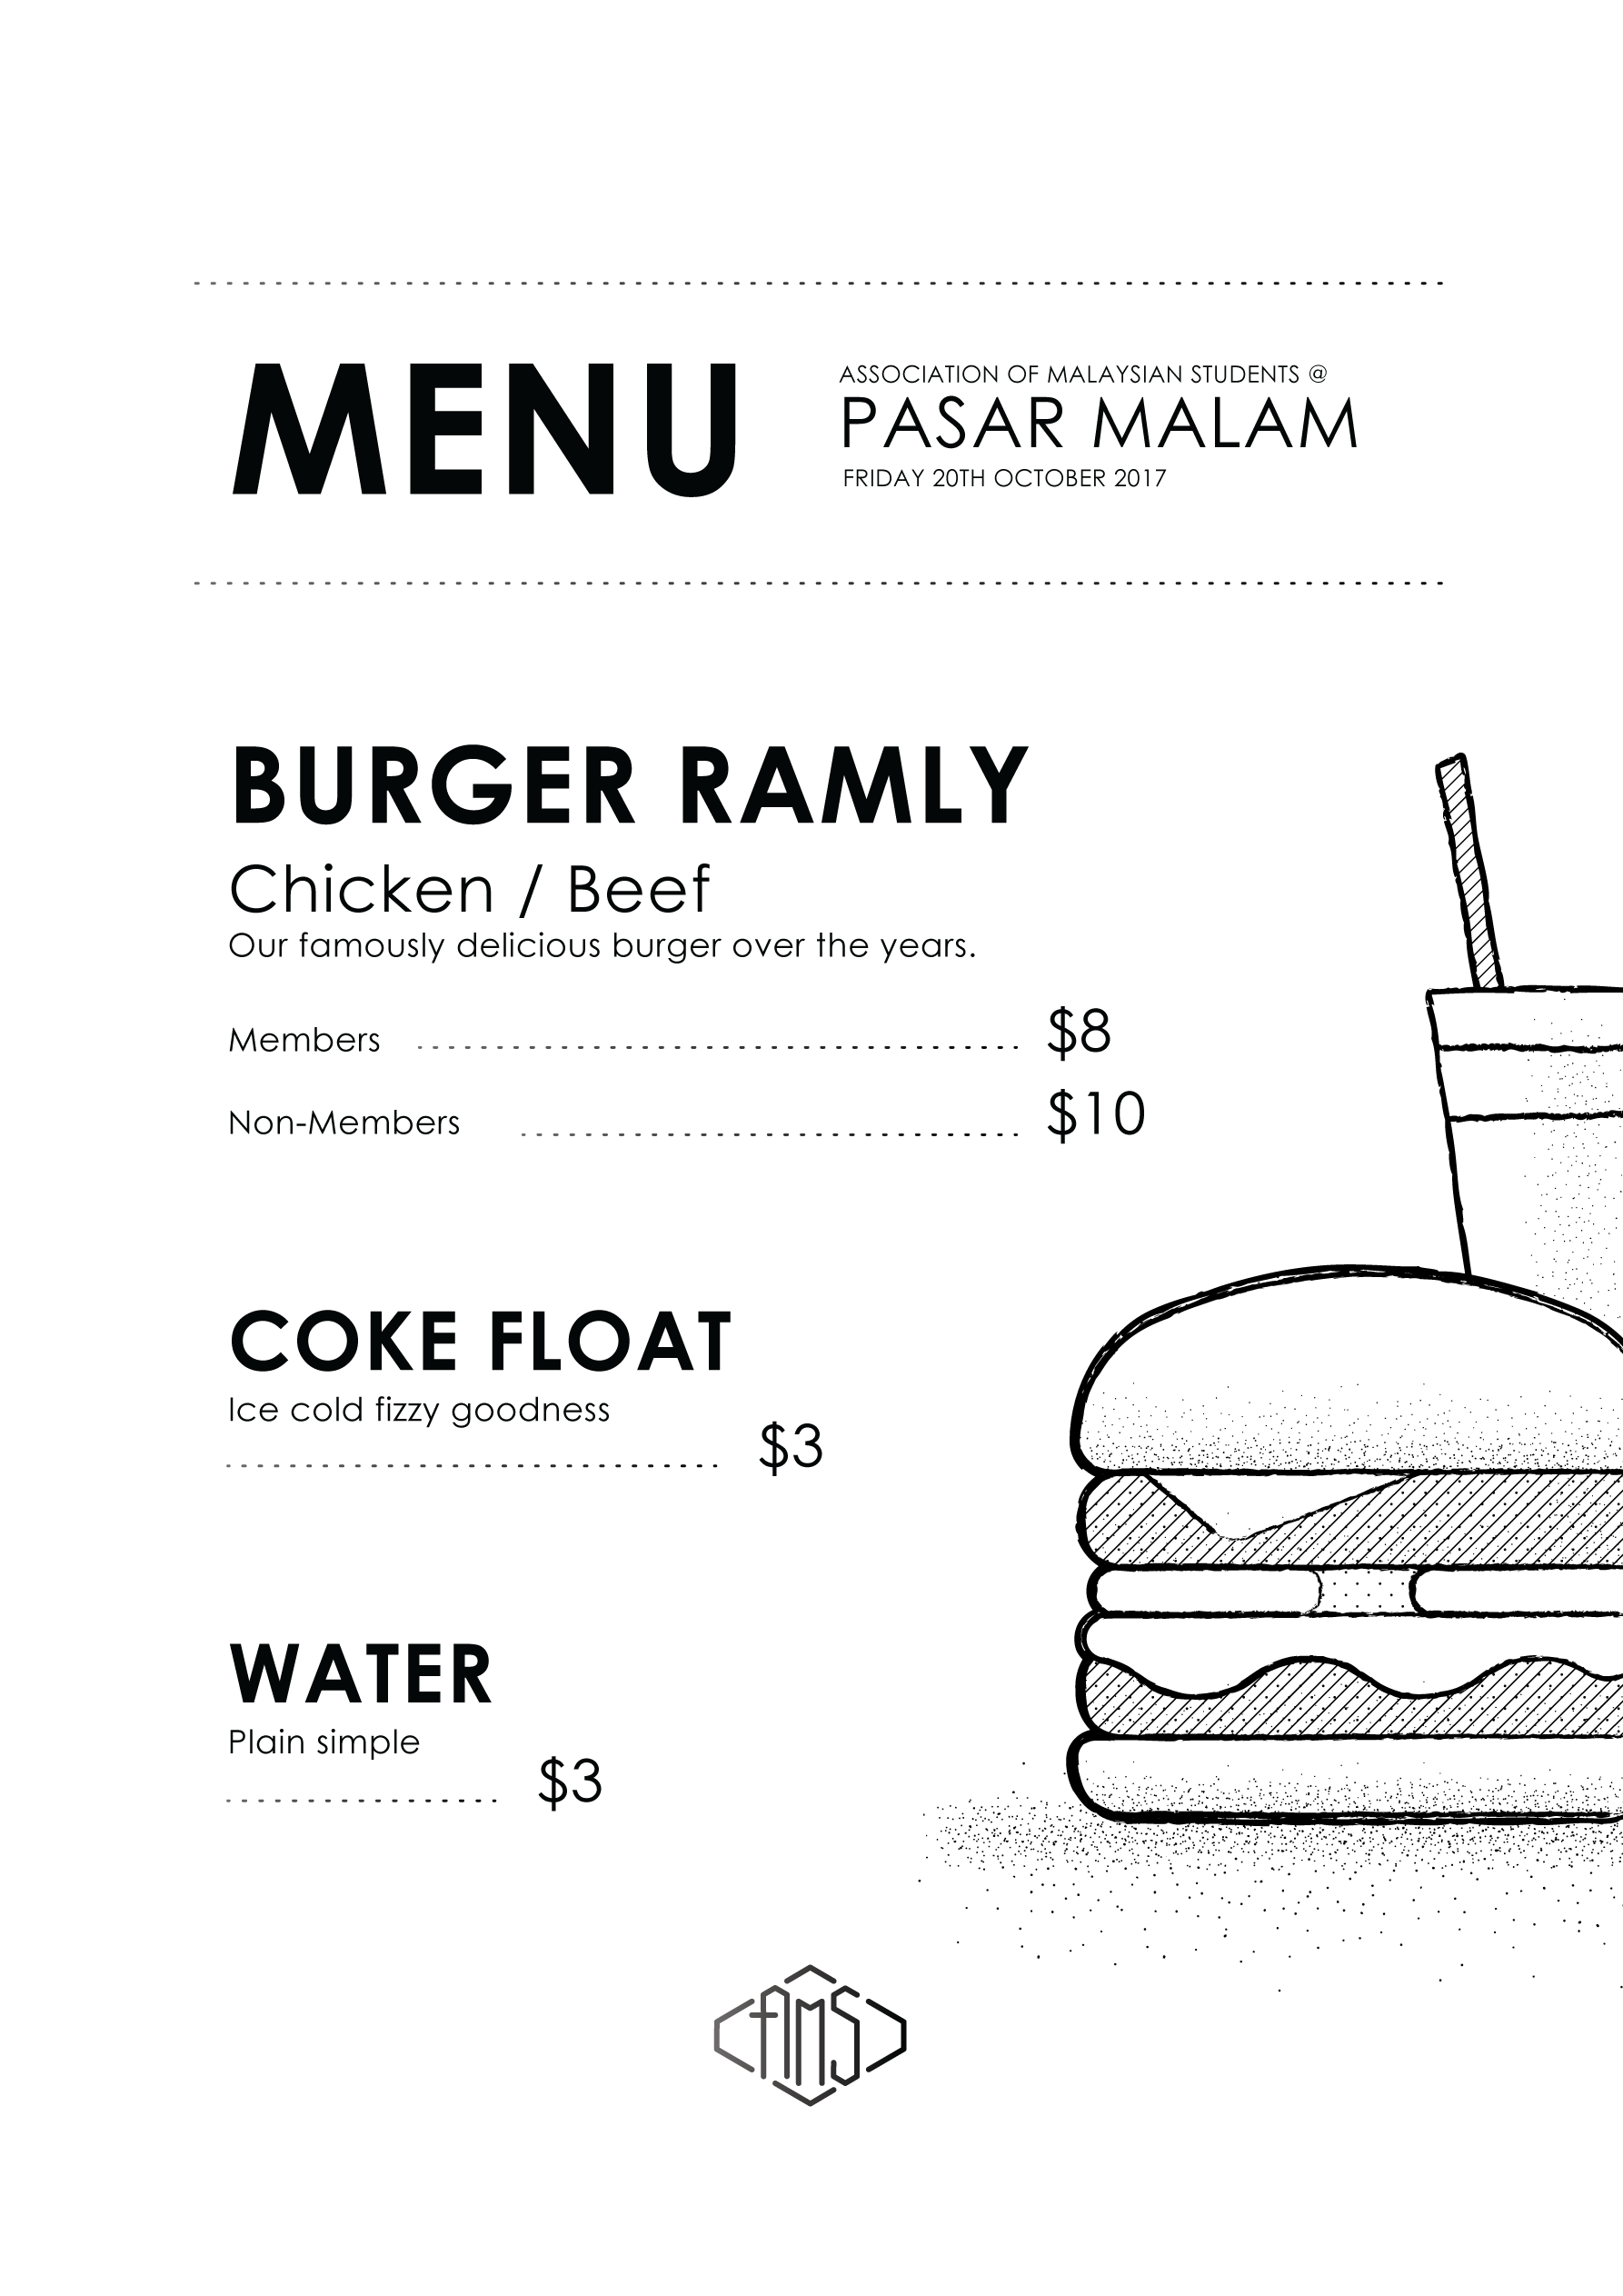 MENU
ASSOCIATION OF MALAYSIAN STUDENTS @
PASAR MALAM
FRIDAY 20TH OCTOBER 2017
BURGER RAMLY
Chicken / Beef
Our famously delicious burger over the years.
Members $8
Non-Members $10
COKE FLOAT
Ice cold fizzy goodness
$3
WATER
Plain simple
$3
AMS